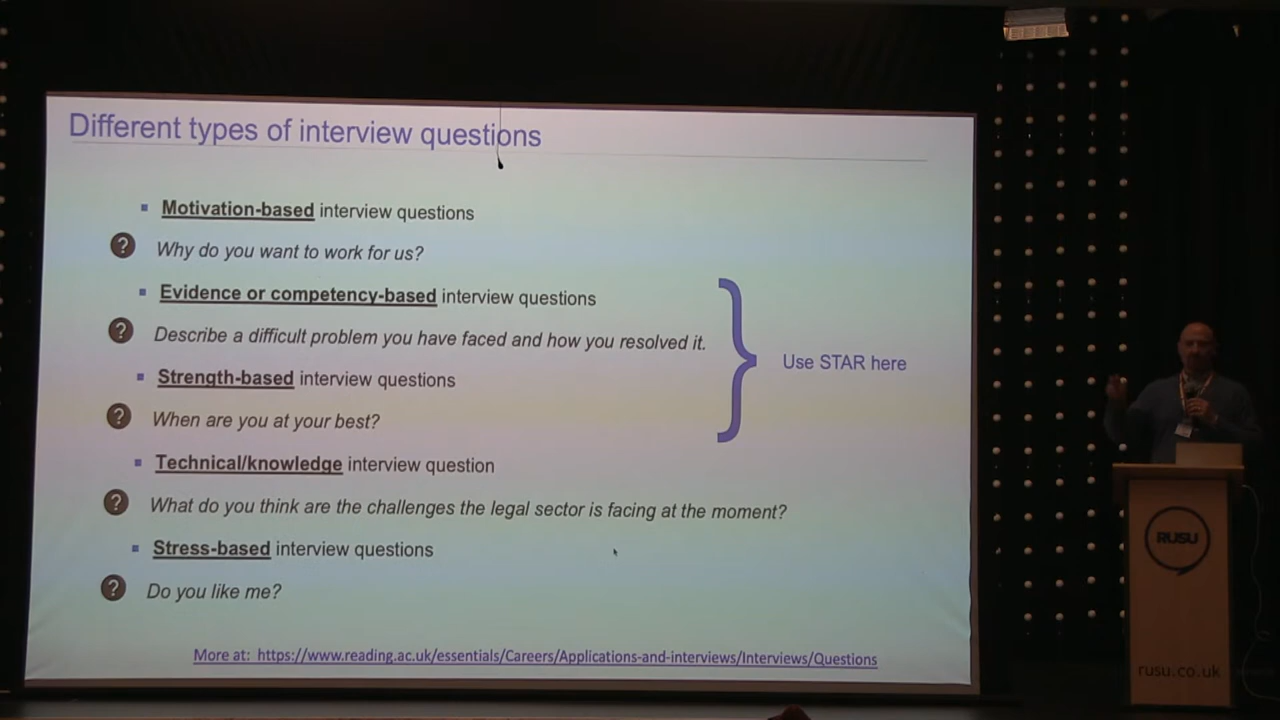 Different types of interview questions
Motivation-based interview questions
? Why do you want to work for us?
Evidence or competency-based interview questions
? Describe a difficult problem you have faced and how you resolved it.
Strength-based interview questions
? When are you at your best?
Use STAR here
Technical/knowledge interview question
? What do you think are the challenges the legal sector is facing at the moment?
Stress-based interview questions
? Do you like me?
More at: https://www.reading.ac.uk/essentials/Careers/Applications-and-interviews/Interviews/Questions
RUSU
rusu.co.uk